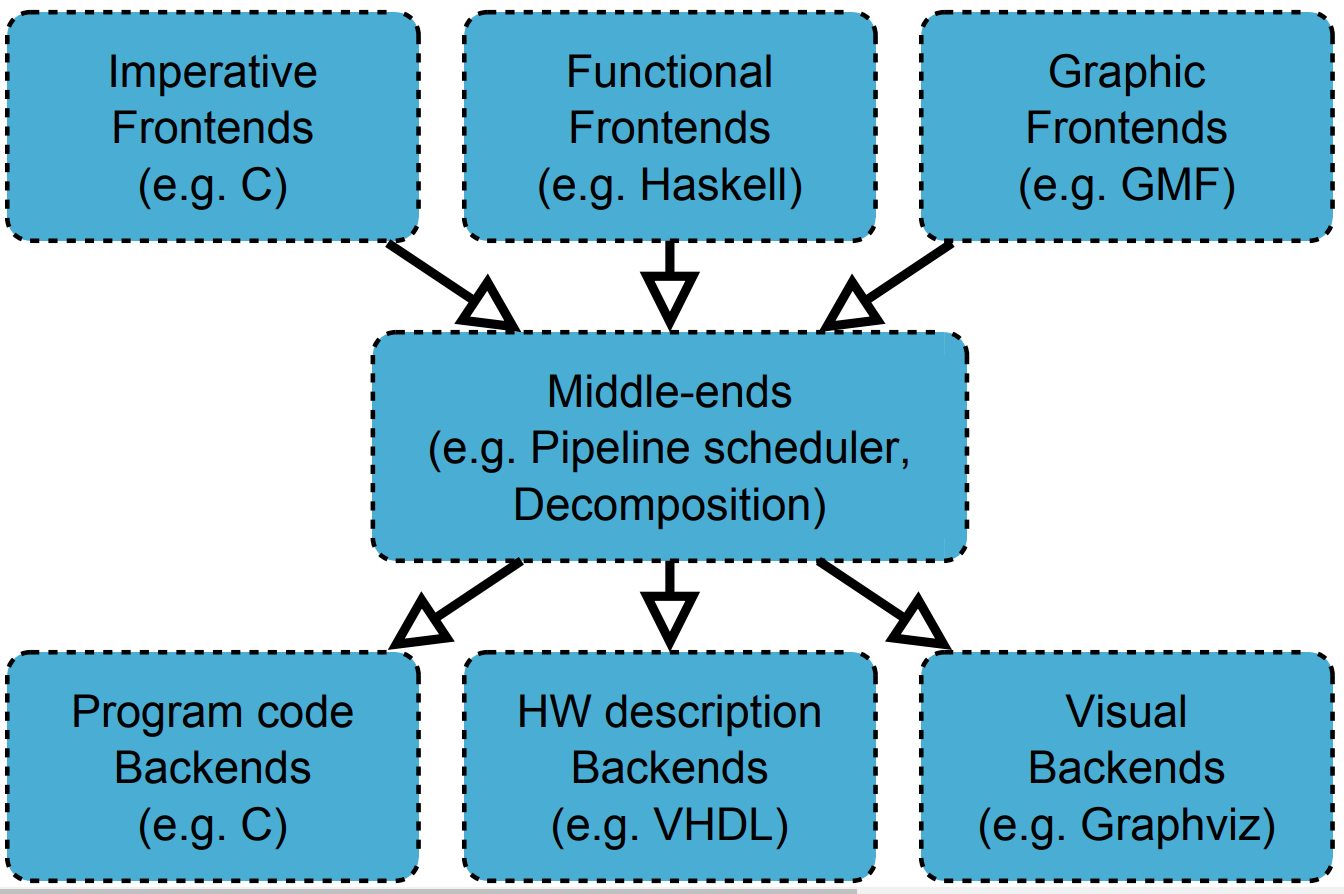 Imperative
Frontends
(e.g. C)
Functional
Frontends
(e.g. Haskell)
Graphic
Frontends
(e.g. GMF)
Middle-ends
(e.g. Pipeline scheduler,
Decomposition)
Program code
Backends
(e.g. C)
HW description
Backends
(e.g. VHDL)
Visual
Backends
(e.g. Graphviz)